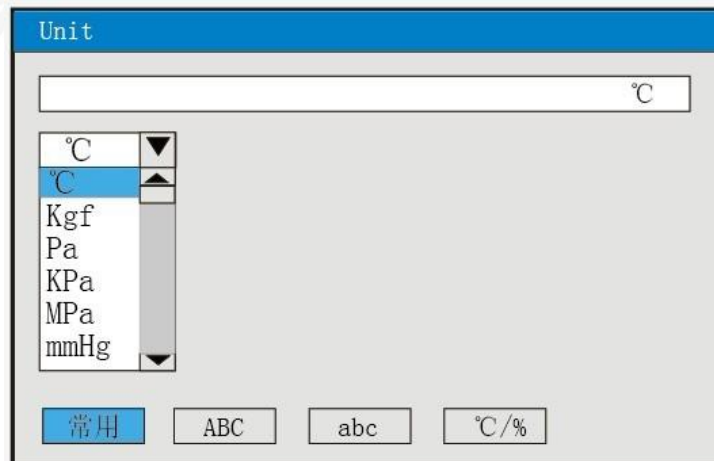 Unit
℃
℃
℃
Kgf
Pa
KPa
MPa
mmHg
常用 ABC abc ℃/%